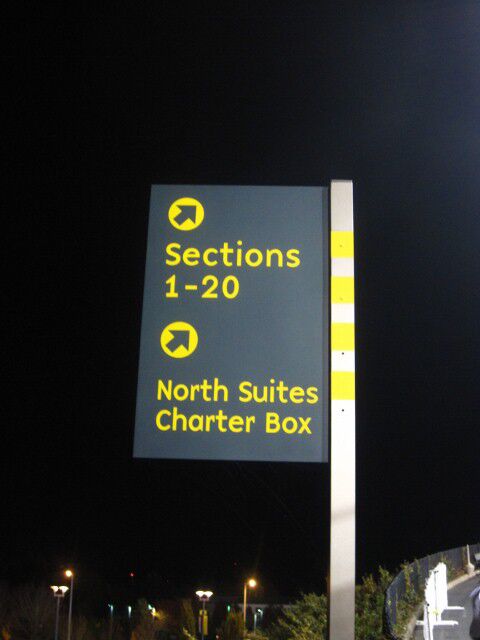 Sections
1-20
North Suites
Charter Box